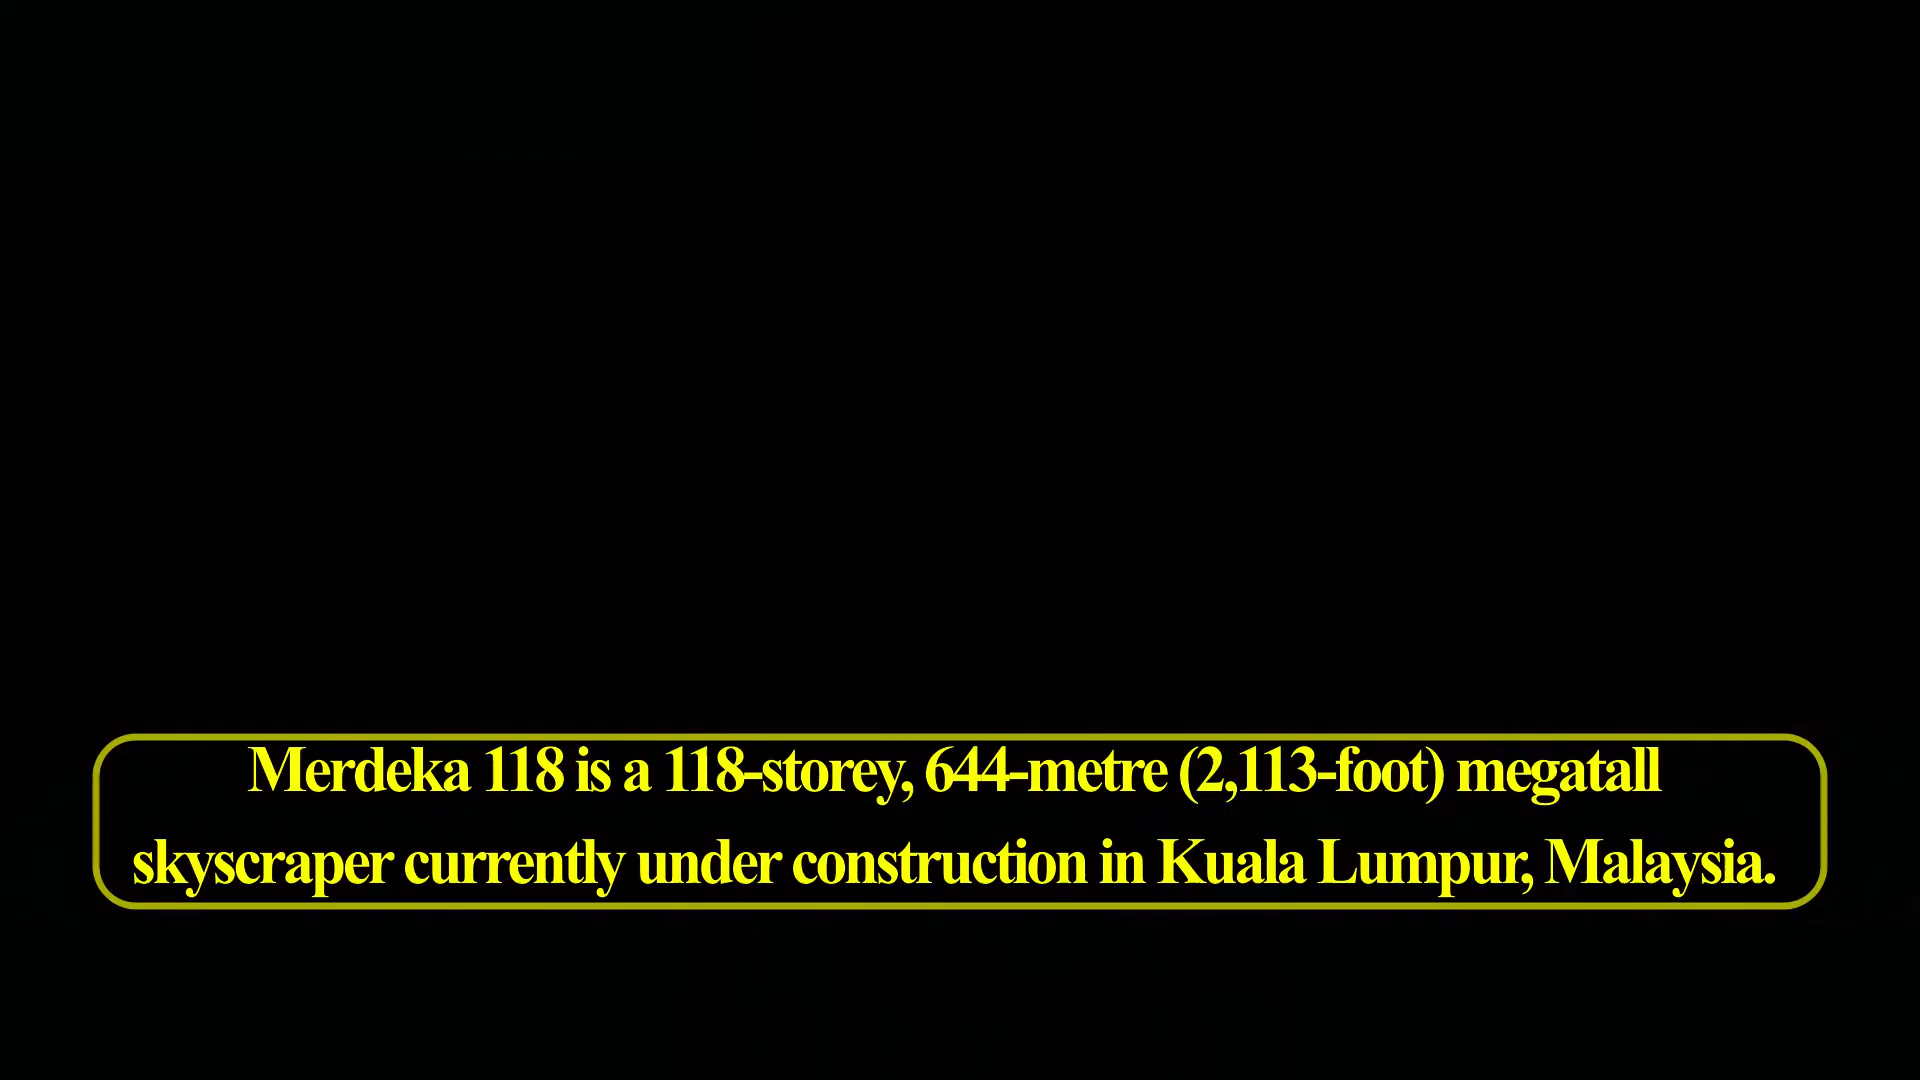 Merdeka 118 is a 118-storey, 644-metre (2,113-foot) megatall
skyscraper currently under construction in Kuala Lumpur, Malaysia.